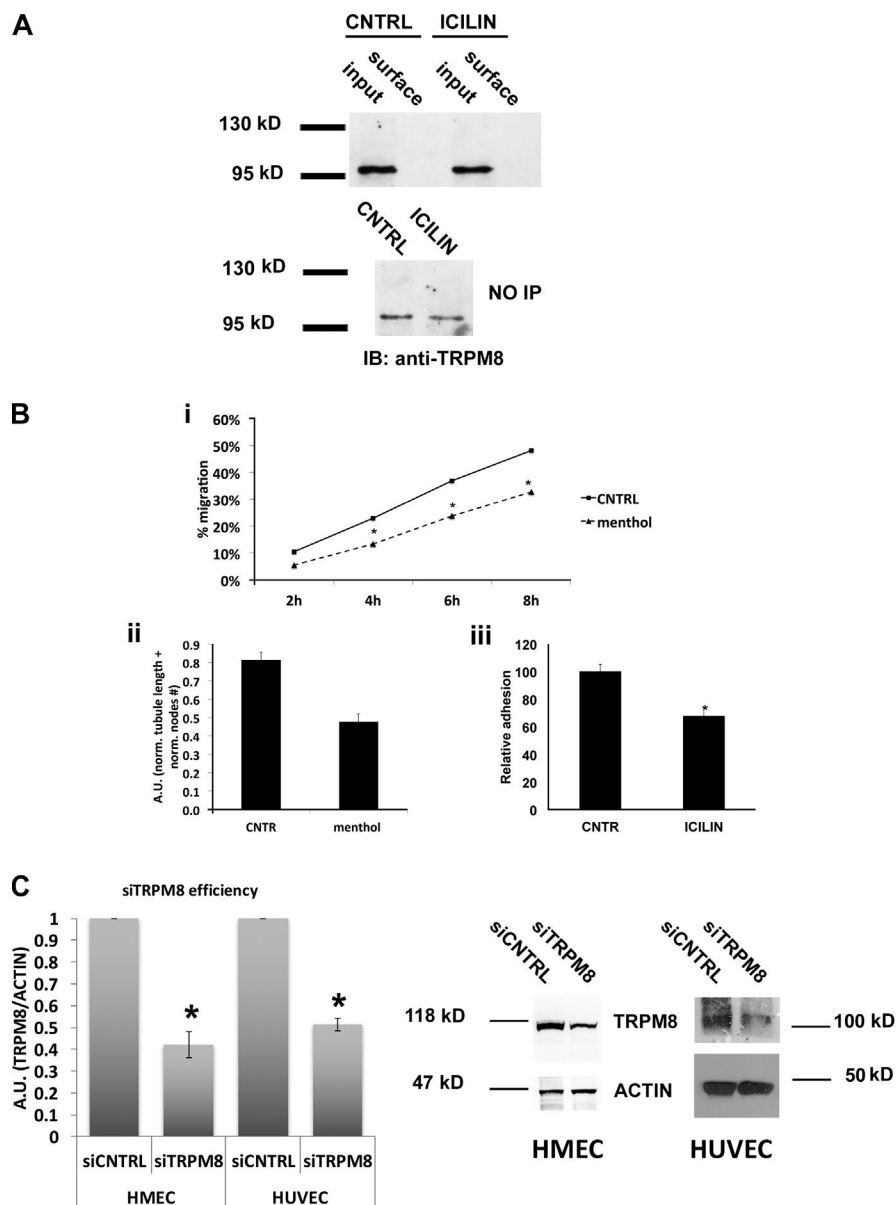 A
CNTRL ICILIN
input surface input surface
130 kD
95 kD
CNTRL ICILIN
130 kD
95 kD
NO IP
IB: anti-TRPM8
B
i
% migration
60%
50%
40%
30%
20%
10%
0%
* * *
2h 4h 6h 8h
CNTRL
menthol
ii
A.U. (norm. tubule length +
norm. nodes #)
0.9
0.8
0.7
0.6
0.5
0.4
0.3
0.2
0.1
0.0
CNTR menthol
iii
Relative adhesion
120
100
80
60
40
20
0
*
CNTR ICILIN
C
siTRPM8 efficiency
A.U. (TRPM8/ACTIN)
1
0.9
0.8
0.7
0.6
0.5
0.4
0.3
0.2
0.1
0
* *
siCNTRL siTRPM8 siCNTRL siTRPM8
HMEC HUVEC
siCNTRL siTRPM8 siCNTRL siTRPM8
118 kD TRPM8 100 kD
47 kD ACTIN 50 kD
HMEC HUVEC